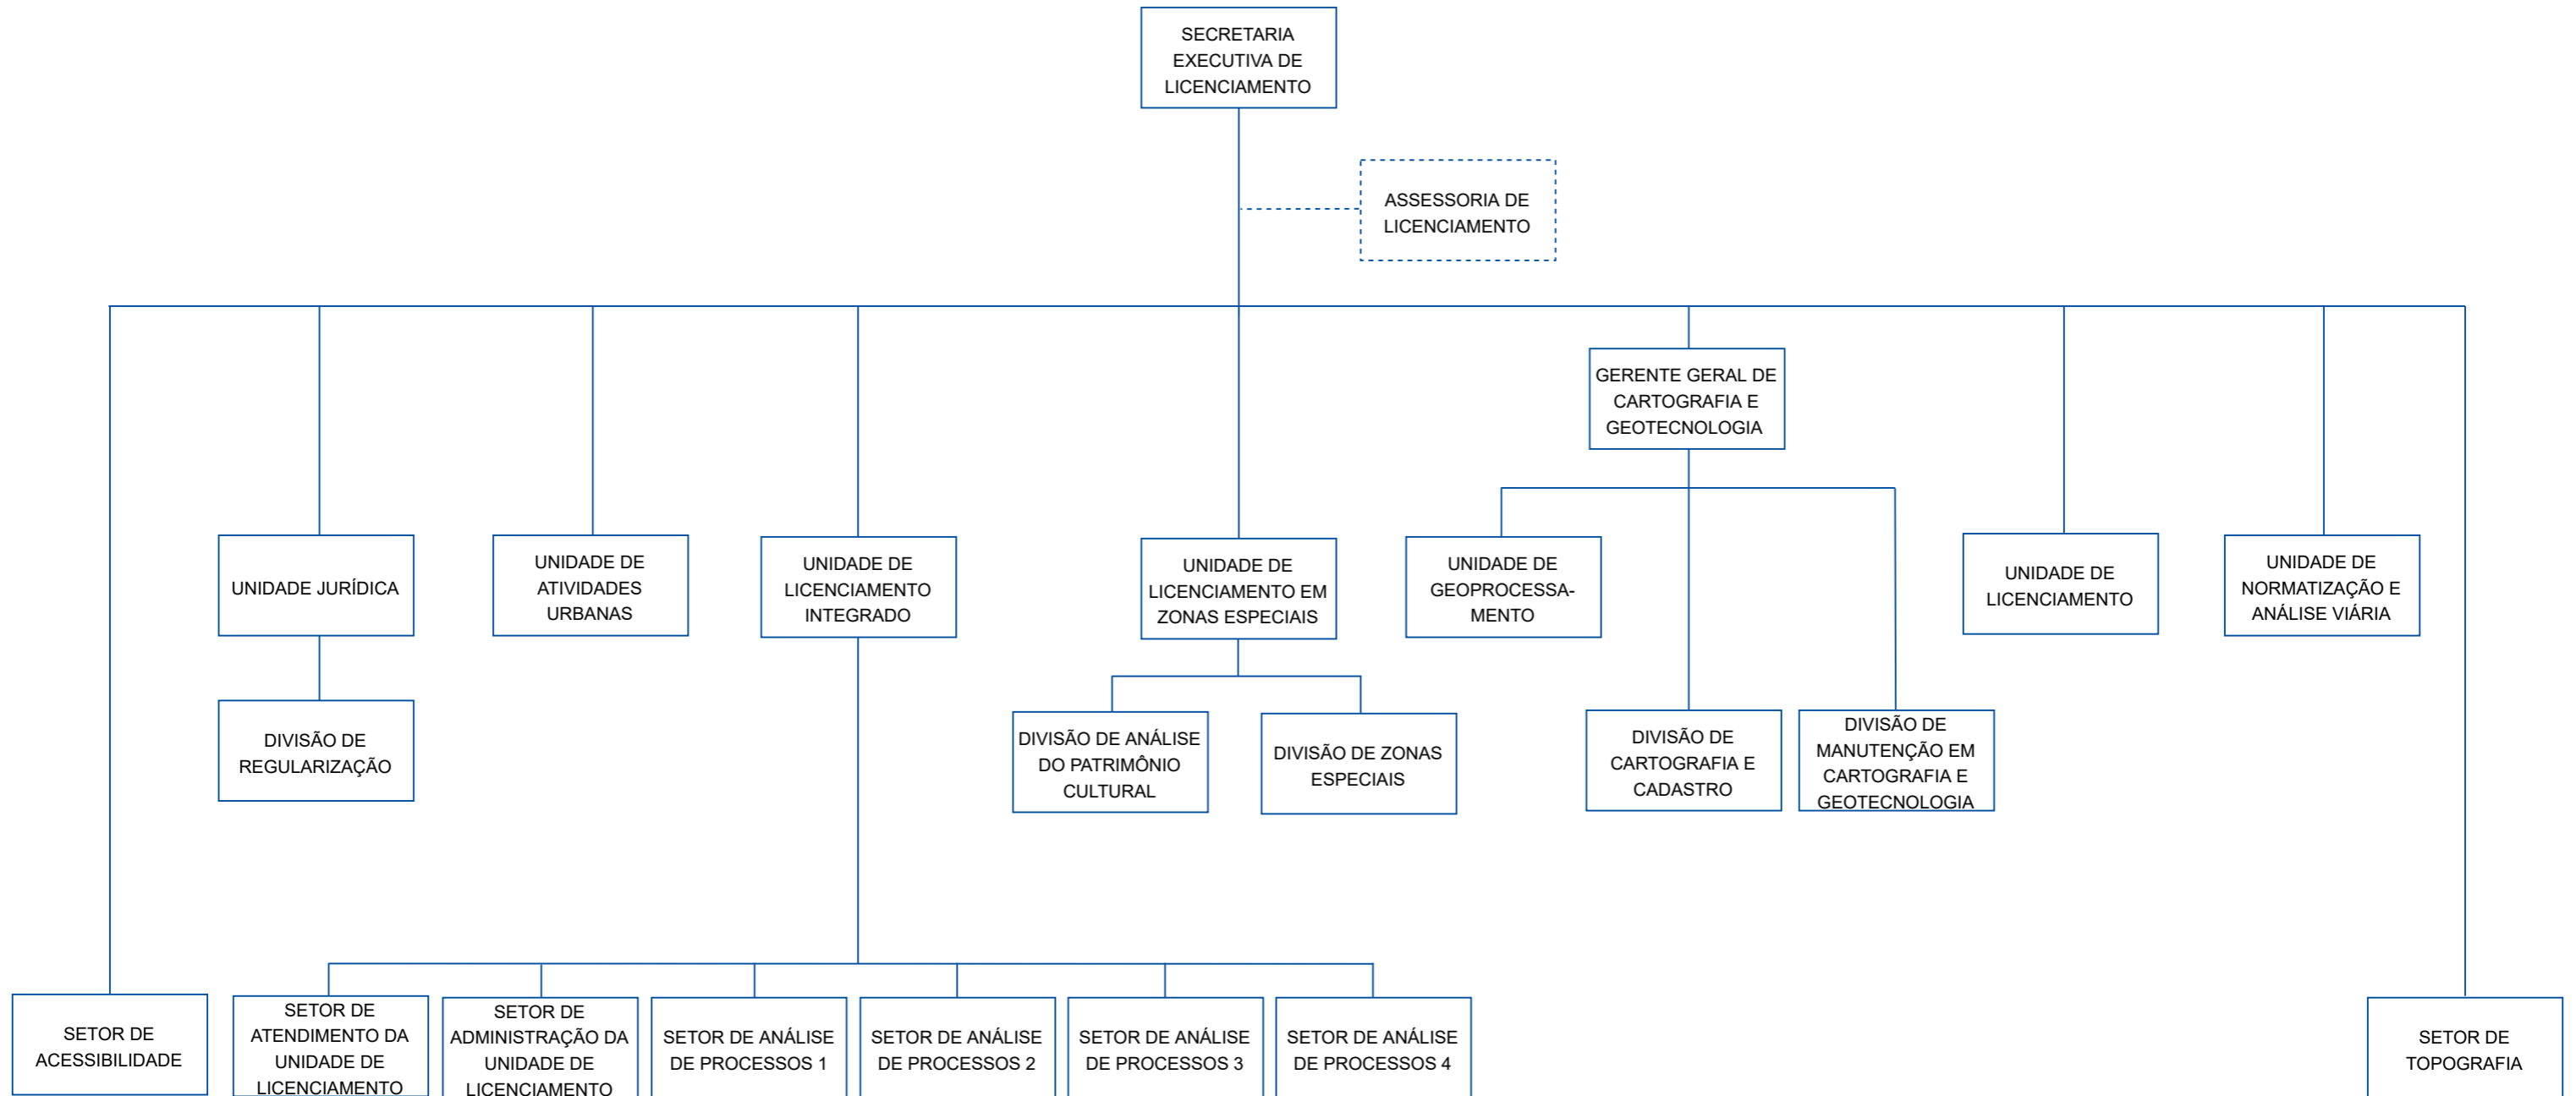 SECRETARIA
EXECUTIVA DE
LICENCIAMENTO
ASSESSORIA DE
LICENCIAMENTO
GERENTE GERAL DE
CARTOGRAFIA E
GEOTECNOLOGIA
UNIDADE JURÍDICA
UNIDADE DE
ATIVIDADES
URBANAS
UNIDADE DE
LICENCIAMENTO
INTEGRADO
UNIDADE DE
LICENCIAMENTO EM
ZONAS ESPECIAIS
UNIDADE DE
GEOPROCESSA-
MENTO
UNIDADE DE
LICENCIAMENTO
UNIDADE DE
NORMATIZAÇÃO E
ANÁLISE VIÁRIA
DIVISÃO DE
REGULARIZAÇÃO
DIVISÃO DE ANÁLISE
DO PATRIMÔNIO
CULTURAL
DIVISÃO DE ZONAS
ESPECIAIS
DIVISÃO DE
CARTOGRAFIA E
CADASTRO
DIVISÃO DE
MANUTENÇÃO EM
CARTOGRAFIA E
GEOTECNOLOGIA
SETOR DE
ACESSIBILIDADE
SETOR DE
ATENDIMENTO DA
UNIDADE DE
LICENCIAMENTO
SETOR DE
ADMINISTRAÇÃO DA
UNIDADE DE
LICENCIAMENTO
SETOR DE ANÁLISE
DE PROCESSOS 1
SETOR DE ANÁLISE
DE PROCESSOS 2
SETOR DE ANÁLISE
DE PROCESSOS 3
SETOR DE ANÁLISE
DE PROCESSOS 4
SETOR DE
TOPOGRAFIA